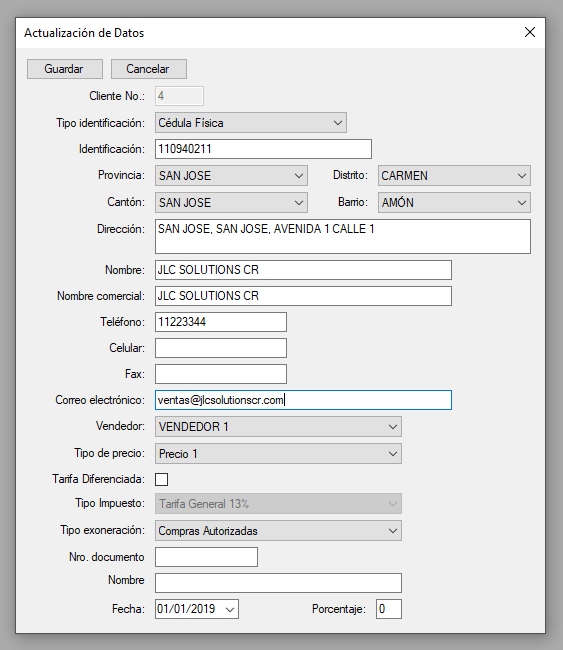 Actualización de Datos
Guardar Cancelar
Cliente No.: 4
Tipo identificación: Cédula Física
Identificación: 110940211
Provincia: SAN JOSE Distrito: CARMEN
Cantón: SAN JOSE Barrio: AMÓN
Dirección: SAN JOSE, SAN JOSE, AVENIDA 1 CALLE 1
Nombre: JLC SOLUTIONS CR
Nombre comercial: JLC SOLUTIONS CR
Teléfono: 11223344
Celular:
Fax:
Correo electrónico: ventas@jlcsolutionscr.com
Vendedor: VENDEDOR 1
Tipo de precio: Precio 1
Tarifa Diferenciada:
Tipo Impuesto: Tarifa General 13%
Tipo exoneración: Compras Autorizadas
Nro. documento
Nombre
Fecha: 01/01/2019 Porcentaje: 0